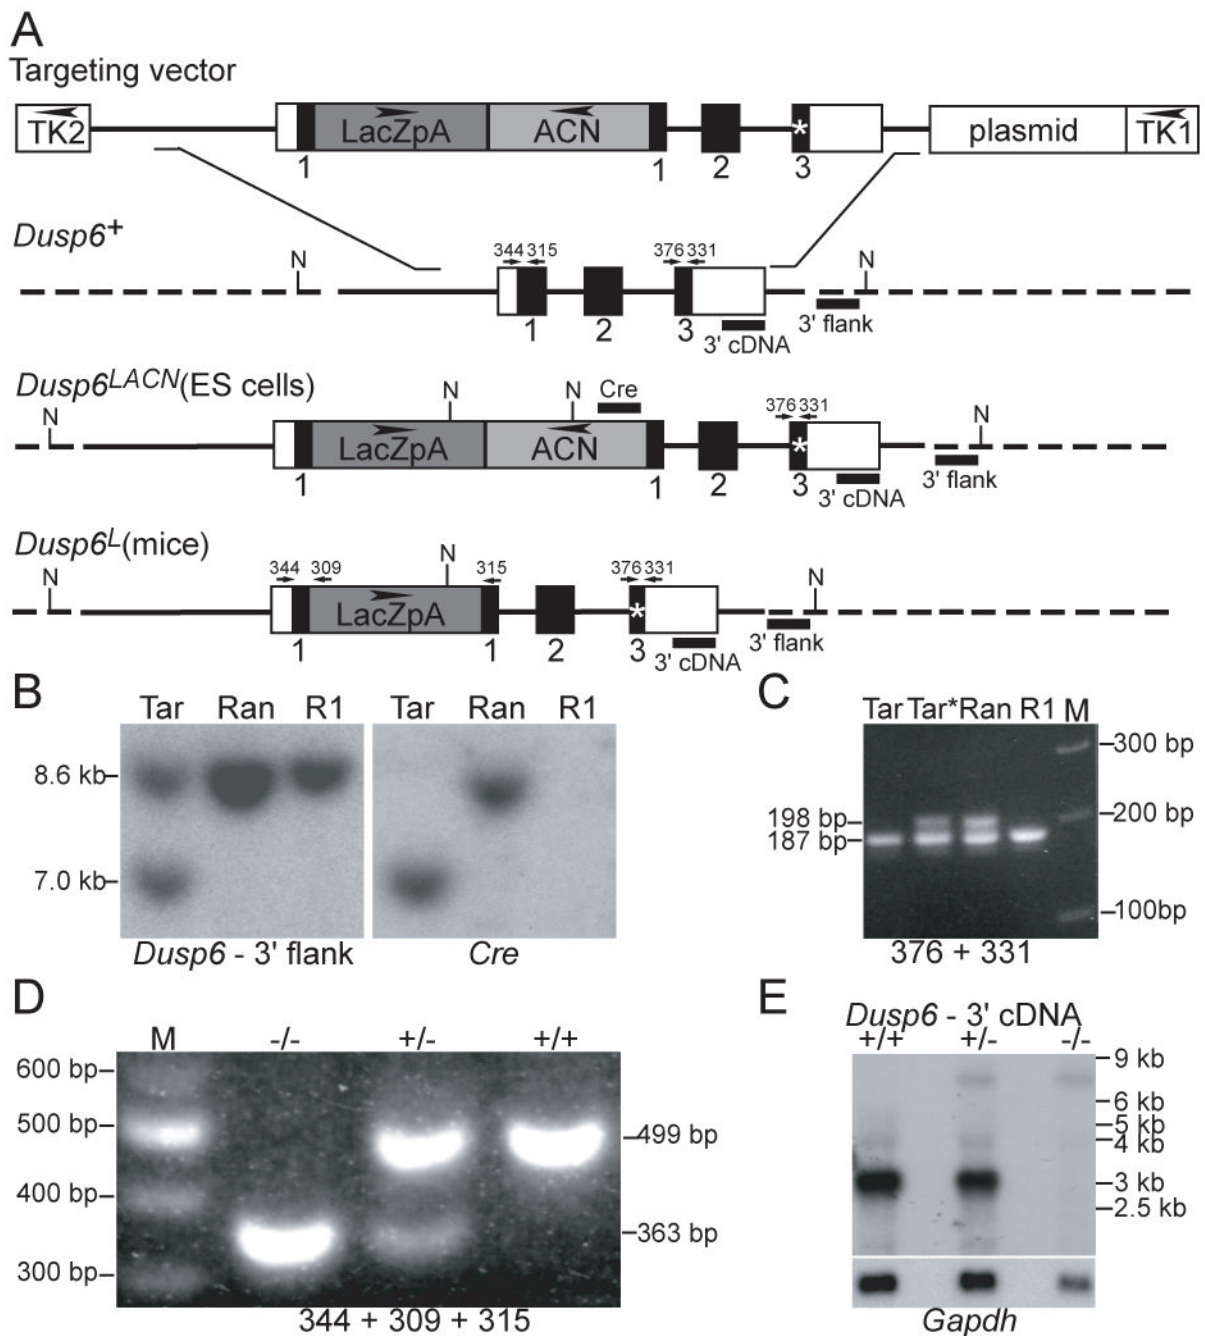 A
Targeting vector
TK2 LacZpA ACN * plasmid TK1
1 1 2 3
Dusp6+
N 344 315 376 331 N
1 2 3 3' cDNA 3' flank
Dusp6LACN(ES cells)
N N N Cre 376 331 N
LacZpA ACN *
1 1 2 3 3' cDNA 3' flank
Dusp6L(mice)
N 344 309 N 315 376 331 N
LacZpA *
1 1 2 3 3' cDNA 3' flank
B
Tar Ran R1 Tar Ran R1
8.6 kb
7.0 kb
Dusp6 - 3' flank Cre
C
Tar Tar* Ran R1 M
300 bp
200 bp
198 bp
187 bp
100bp
376 + 331
D
M -/- +/- +/+
600 bp
500 bp
499 bp
400 bp
363 bp
300 bp
344 + 309 + 315
E
Dusp6 - 3' cDNA
+/+ +/- -/-
9 kb
6 kb
5 kb
4 kb
3 kb
2.5 kb
Gapdh